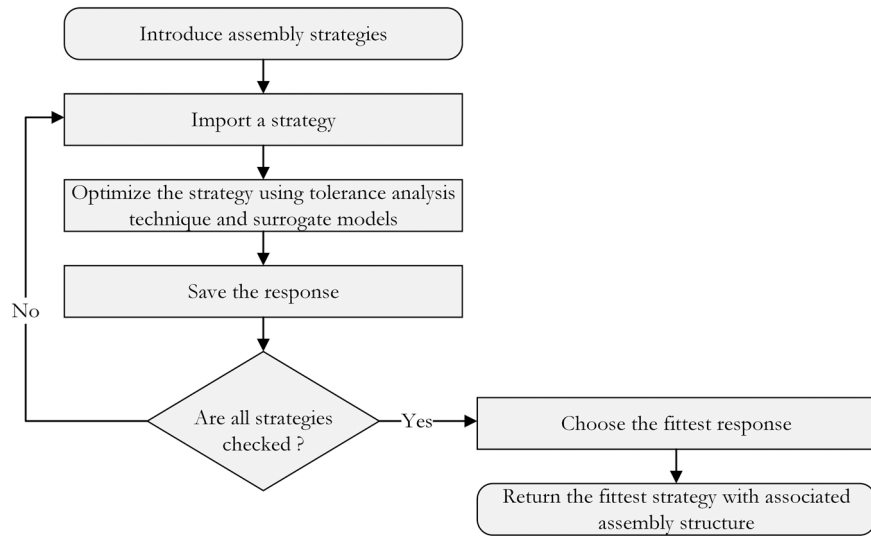 Introduce assembly strategies
Import a strategy
Optimize the strategy using tolerance analysis
technique and surrogate models
Save the response
No
Are all strategies
checked ?
Yes
Choose the fittest response
Return the fittest strategy with associated
assembly structure